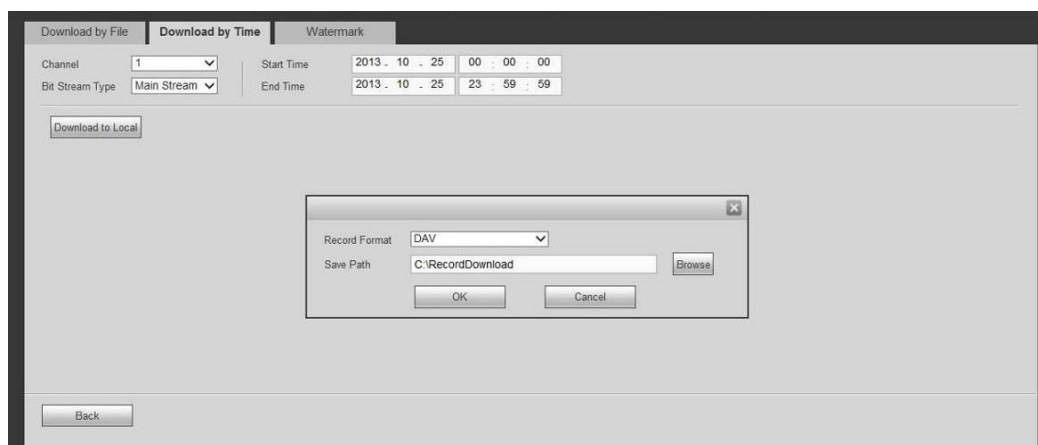 Download by File Download by Time Watermark
Channel 1 Start Time 2013 . 10 . 25 00 : 00 : 00
Bit Stream Type Main Stream End Time 2013 . 10 . 25 23 : 59 : 59
Download to Local
Record Format DAV
Save Path C:\RecordDownload Browse
OK Cancel
Back